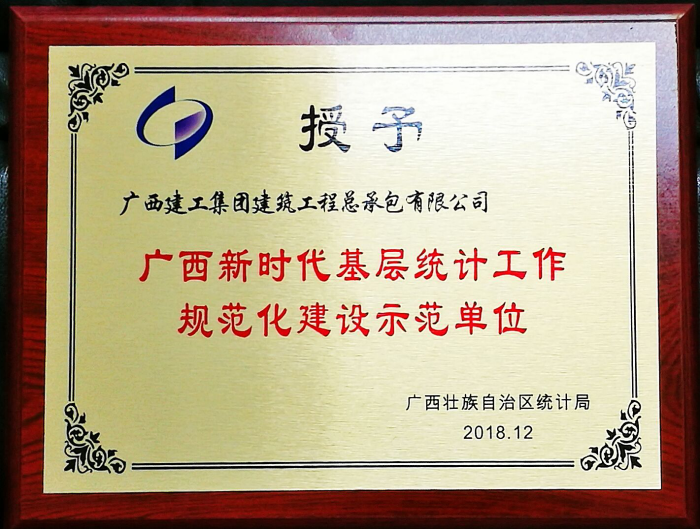 授予
广西建工集团建筑工程总承包有限公司
广西新时代基层统计工作
规范化建设示范单位
广西壮族自治区统计局
2018.12